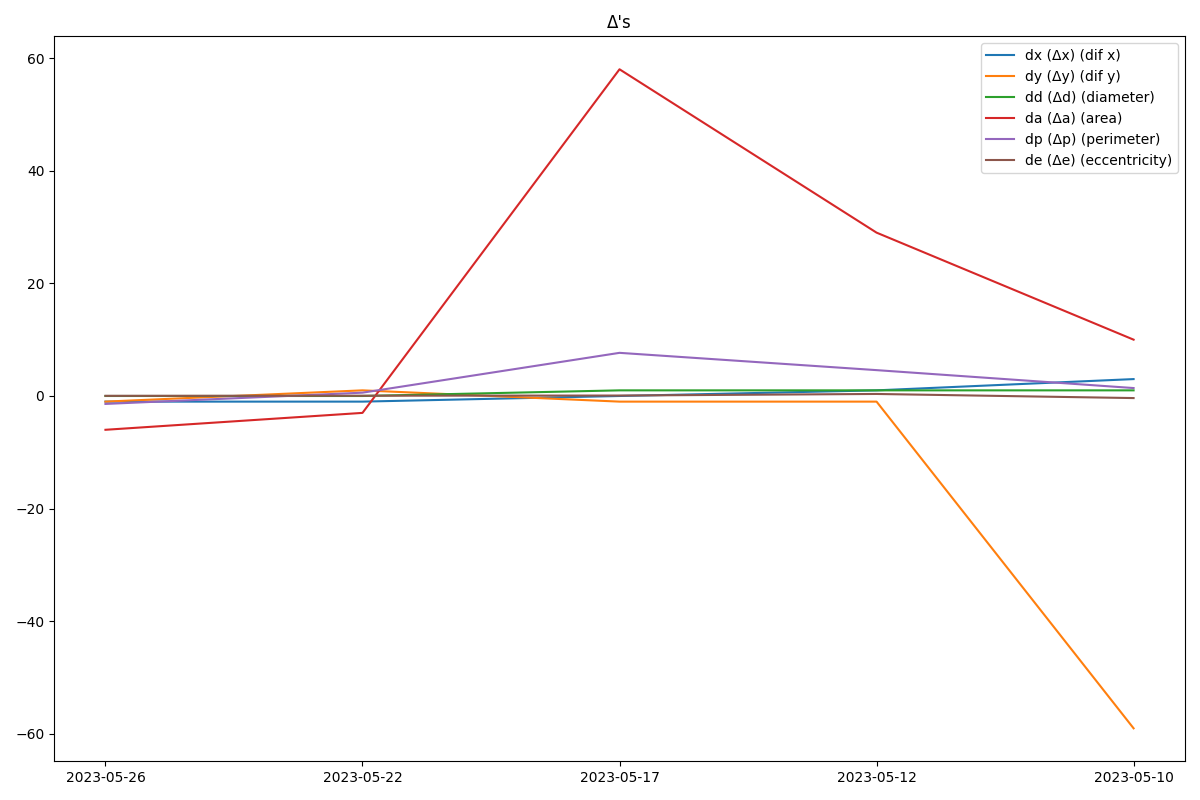 Δ's
dx (Δx) (dif x)
dy (Δy) (dif y)
dd (Δd) (diameter)
da (Δa) (area)
dp (Δp) (perimeter)
de (Δe) (eccentricity)
60
40
20
0
−20
−40
−60
2023-05-26
2023-05-22
2023-05-17
2023-05-12
2023-05-10